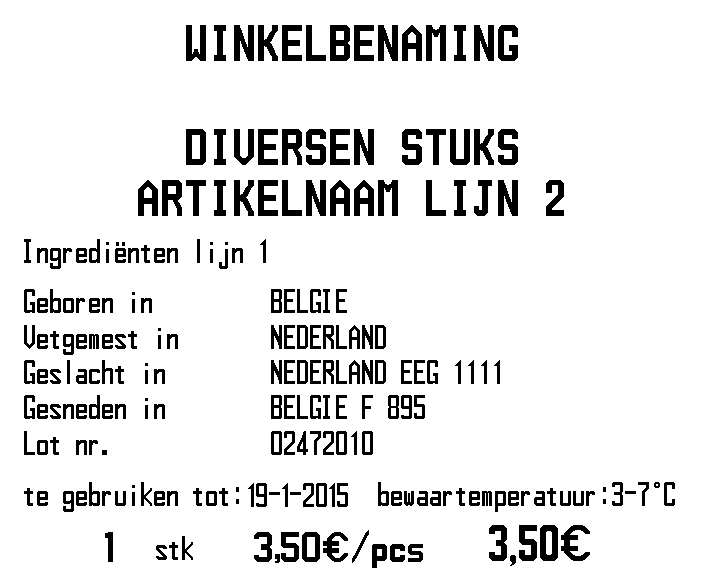 WINKELBENAMING
DIVERSEN STUKS
ARTIKELNAAM LIJN 2
Ingrediënten lijn 1
Geboren in BELGIE
Vetgemest in NEDERLAND
Geslacht in NEDERLAND EEG 1111
Gesneden in BELGIE F 895
Lot nr. 02472010
te gebruiken tot:19-1-2015 bewaartemperatuur:3-7°C
1 stk 3,50€/pcs 3,50€